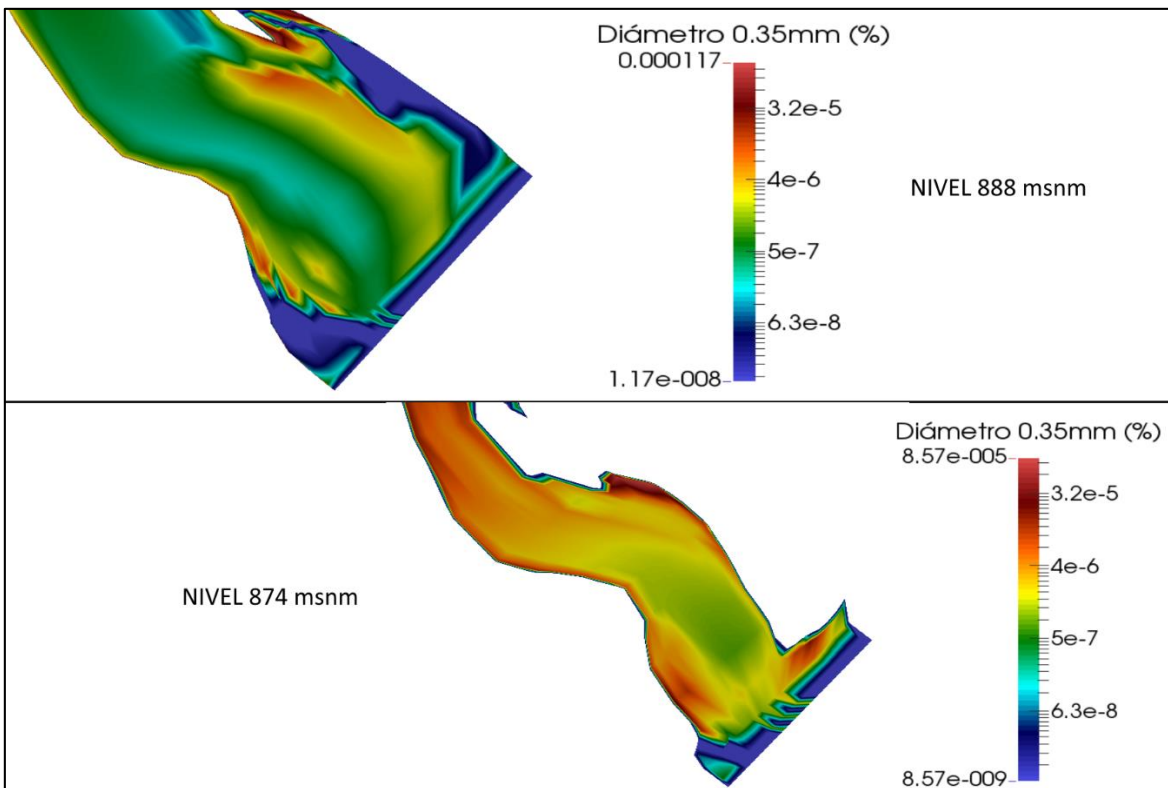 Diámetro 0.35mm (%)
0.000117
3.2e-5
4e-6
NIVEL 888 msnm
5e-7
6.3e-8
1.17e-008
Diámetro 0.35mm (%)
8.57e-005
3.2e-5
4e-6
NIVEL 874 msnm
5e-7
6.3e-8
8.57e-009